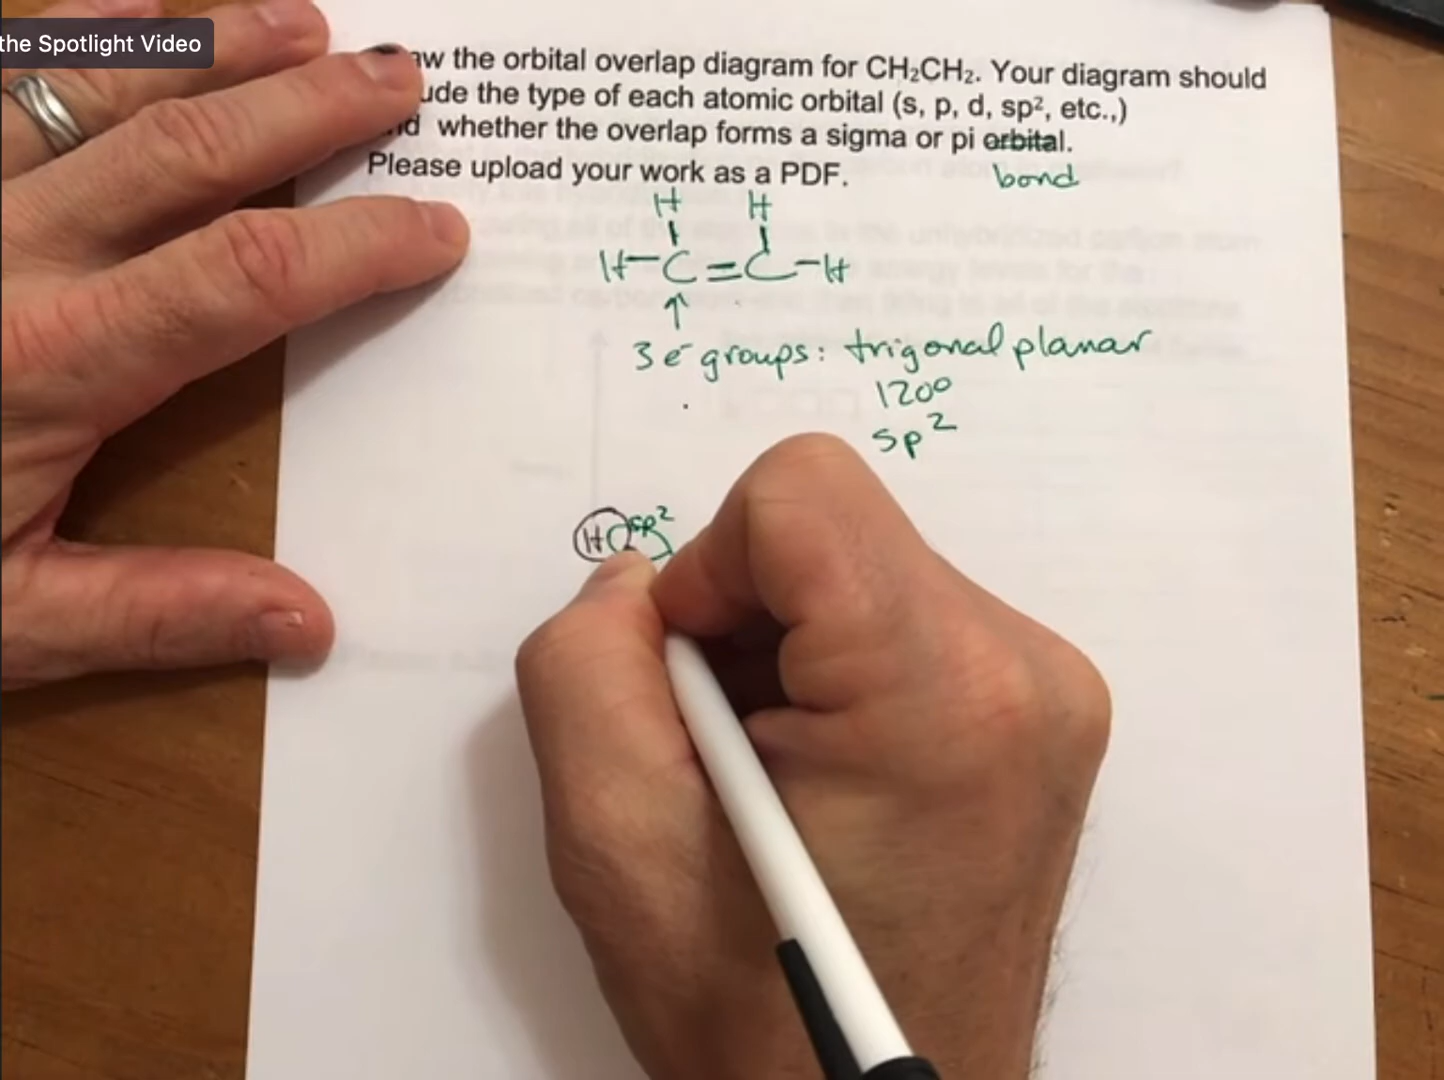 the Spotlight Video
the orbital overlap diagram for CH₂CH₂. Your diagram should
the type of each atomic orbital (s, p, d, sp², etc.,)
whether the overlap forms a sigma or pi orbital.
bond
Please upload your work as a PDF.
H H
H-C=C-H
↑
3 e⁻ groups: trigonal planar
120°
sp²
H sp²